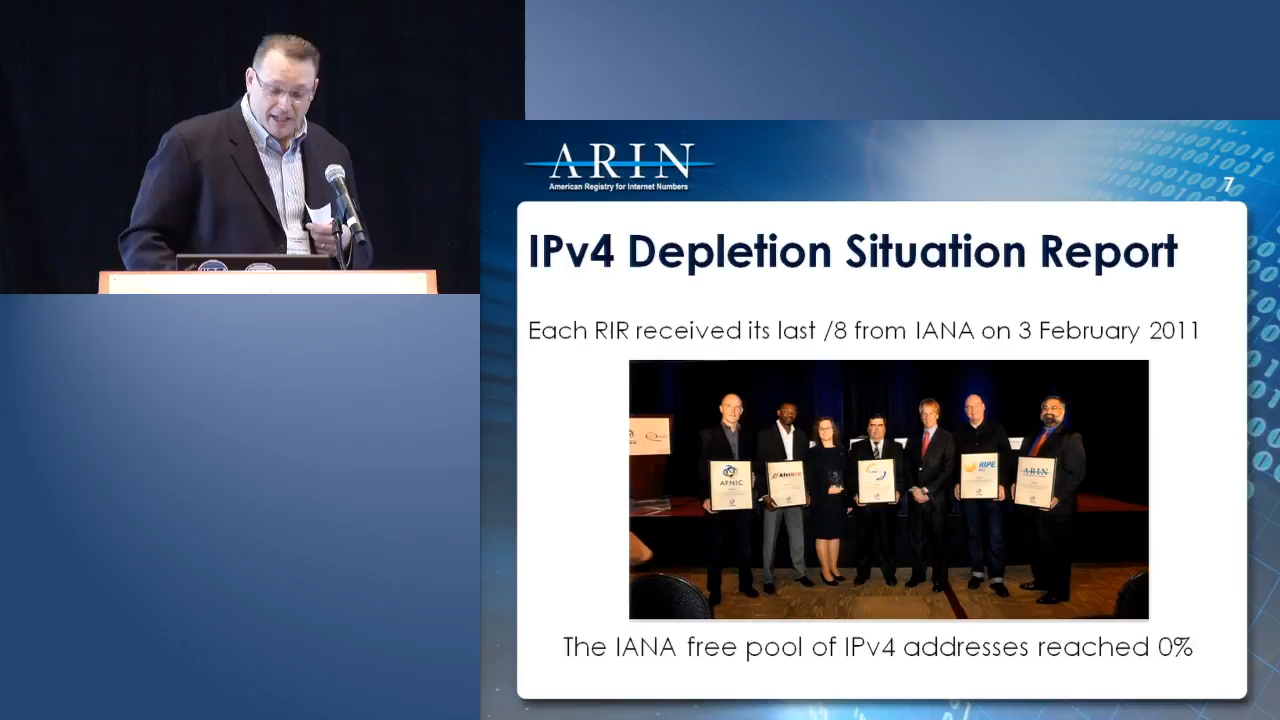 ARIN
American Registry for Internet Numbers
7
IPv4 Depletion Situation Report
Each RIR received its last /8 from IANA on 3 February 2011
APNIC
AfriNIC
RIPE
ARIN
The IANA free pool of IPv4 addresses reached 0%